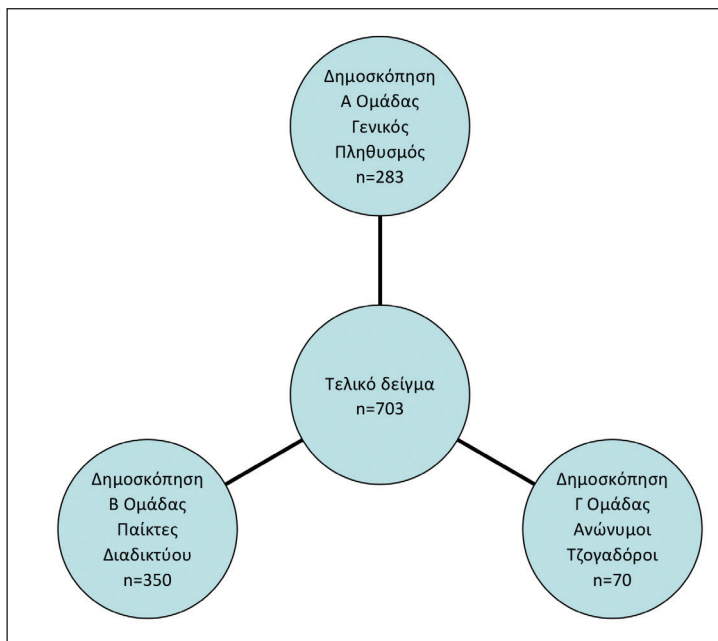 Δημοσκόπηση
Α Ομάδας
Γενικός
Πληθυσμός
n=283
Τελικό δείγμα
n=703
Δημοσκόπηση
Β Ομάδας
Παίκτες
Διαδικτύου
n=350
Δημοσκόπηση
Γ Ομάδας
Ανώνυμοι
Τζογαδόροι
n=70